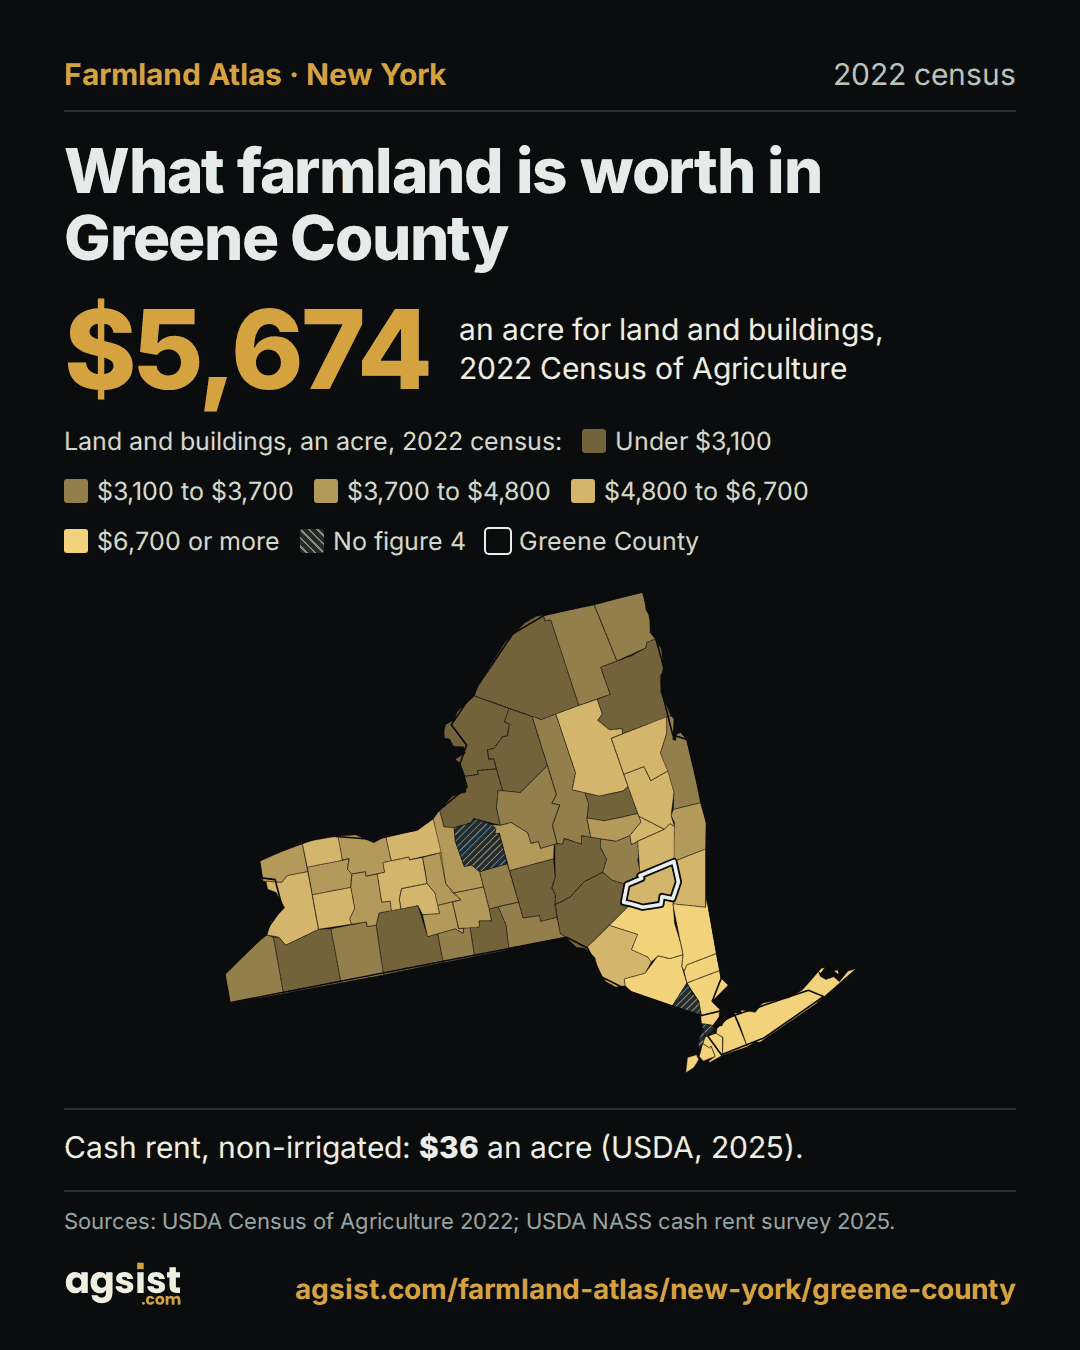 Farmland Atlas · New York
2022 census
What farmland is worth in
Greene County
$5,674
an acre for land and buildings,
2022 Census of Agriculture
Land and buildings, an acre, 2022 census: Under $3,100
$3,100 to $3,700 $3,700 to $4,800 $4,800 to $6,700
$6,700 or more No figure 4 Greene County
Cash rent, non-irrigated: $36 an acre (USDA, 2025).
Sources: USDA Census of Agriculture 2022; USDA NASS cash rent survey 2025.
agsist
.com
agsist.com/farmland-atlas/new-york/greene-county